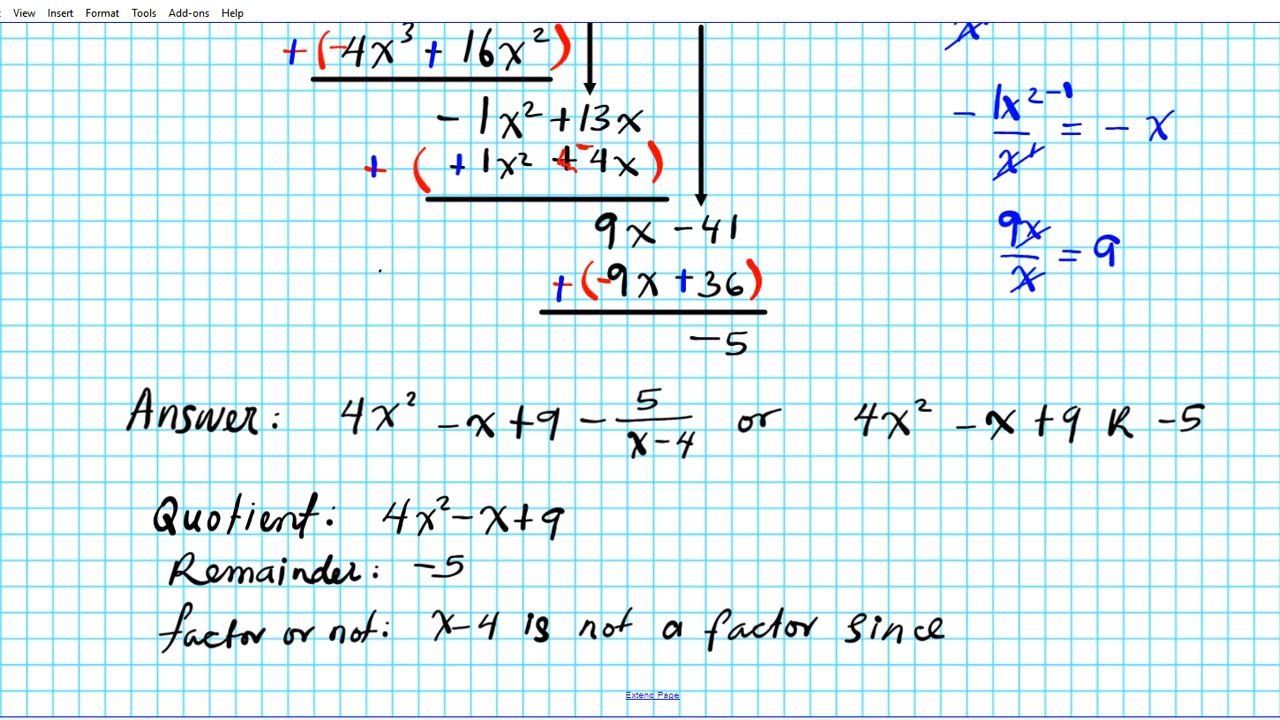 View Insert Format Tools Add-ons Help
+(-4x³ + 16x²)
- 1x² + 13x
+ ( + 1x² - 4x )
9x - 41
+(-9x + 36)
-5
- 1x²⁻¹/x¹ = - x
9x/x = 9
Answer: 4x² - x + 9 - 5/(x-4) or 4x² - x + 9 R -5
Quotient: 4x² - x + 9
Remainder: -5
factor or not: x-4 is not a factor since
Extend Page